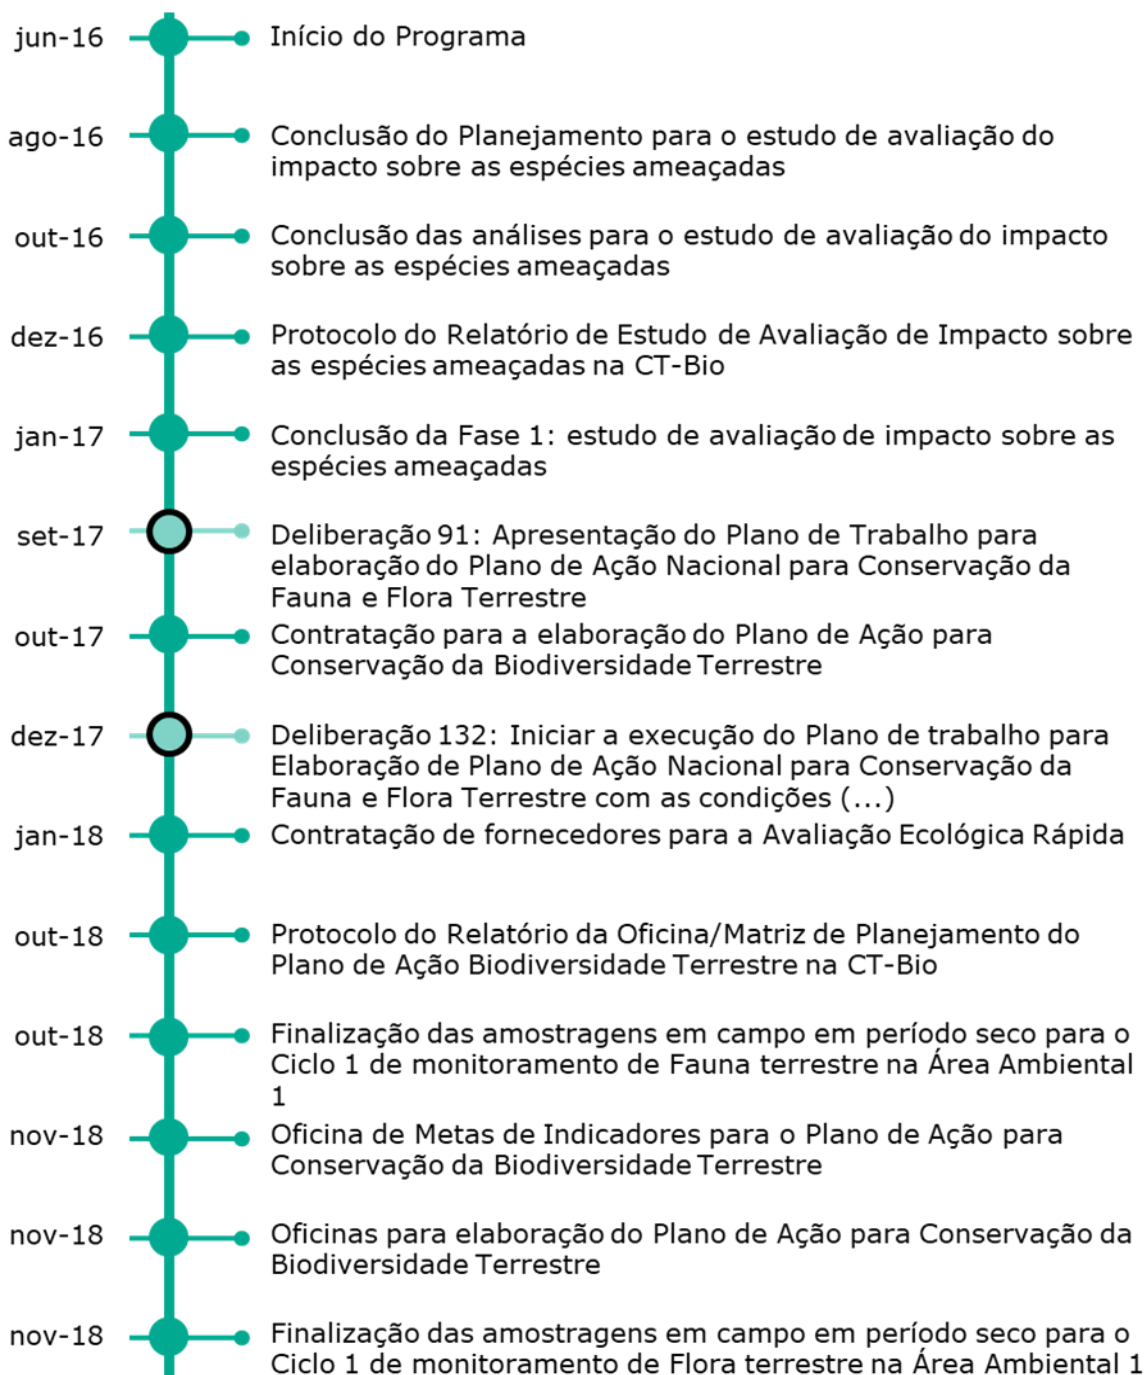 jun-16 Início do Programa
ago-16 Conclusão do Planejamento para o estudo de avaliação do
impacto sobre as espécies ameaçadas
out-16 Conclusão das análises para o estudo de avaliação do impacto
sobre as espécies ameaçadas
dez-16 Protocolo do Relatório de Estudo de Avaliação de Impacto sobre
as espécies ameaçadas na CT-Bio
jan-17 Conclusão da Fase 1: estudo de avaliação de impacto sobre as
espécies ameaçadas
set-17 Deliberação 91: Apresentação do Plano de Trabalho para
elaboração do Plano de Ação Nacional para Conservação da
Fauna e Flora Terrestre
out-17 Contratação para a elaboração do Plano de Ação para
Conservação da Biodiversidade Terrestre
dez-17 Deliberação 132: Iniciar a execução do Plano de trabalho para
Elaboração de Plano de Ação Nacional para Conservação da
Fauna e Flora Terrestre com as condições (...)
jan-18 Contratação de fornecedores para a Avaliação Ecológica Rápida
out-18 Protocolo do Relatório da Oficina/Matriz de Planejamento do
Plano de Ação Biodiversidade Terrestre na CT-Bio
out-18 Finalização das amostragens em campo em período seco para o
Ciclo 1 de monitoramento de Fauna terrestre na Área Ambiental
1
nov-18 Oficina de Metas de Indicadores para o Plano de Ação para
Conservação da Biodiversidade Terrestre
nov-18 Oficinas para elaboração do Plano de Ação para Conservação da
Biodiversidade Terrestre
nov-18 Finalização das amostragens em campo em período seco para o
Ciclo 1 de monitoramento de Flora terrestre na Área Ambiental 1